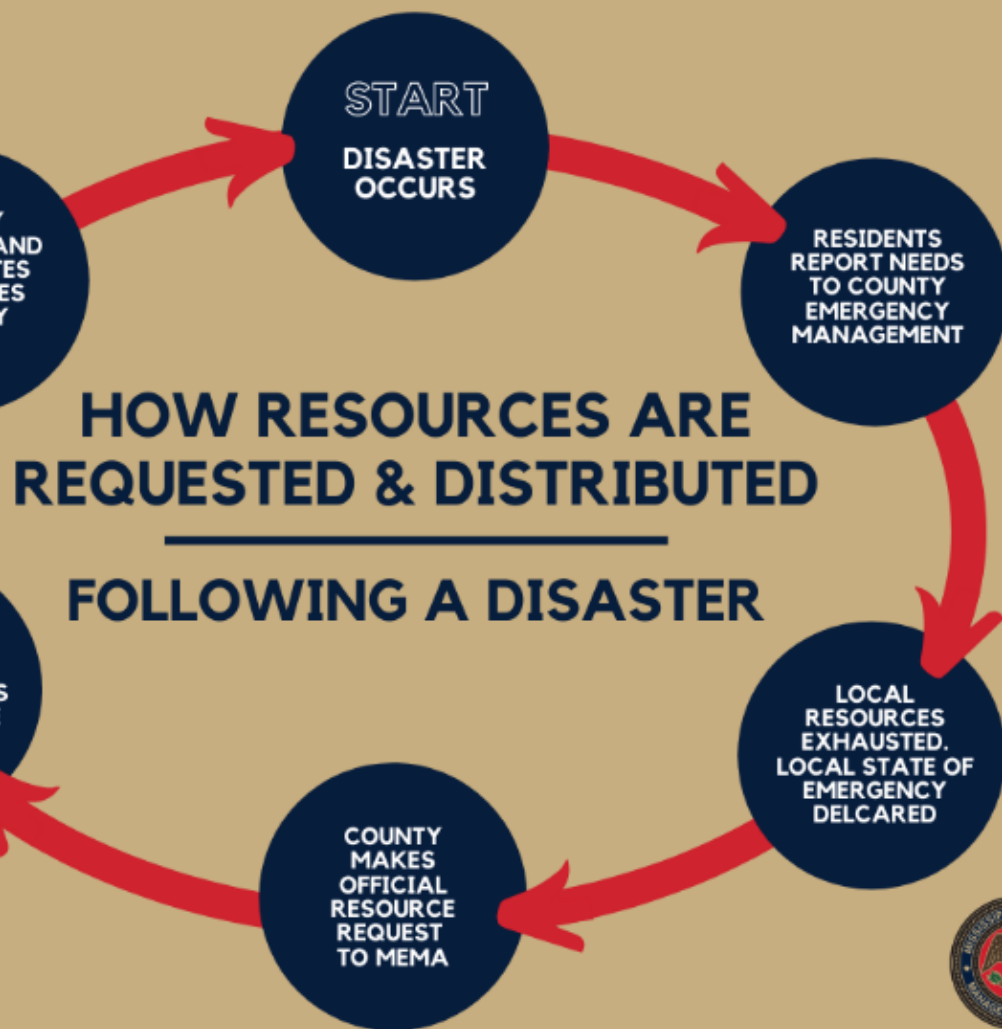 START
DISASTER
OCCURS
RESIDENTS
REPORT NEEDS
TO COUNTY
EMERGENCY
MANAGEMENT
LOCAL
RESOURCES
EXHAUSTED.
LOCAL STATE OF
EMERGENCY
DELCARED
COUNTY
MAKES
OFFICIAL
RESOURCE
REQUEST
TO MEMA
AND
HOW RESOURCES ARE
REQUESTED & DISTRIBUTED
FOLLOWING A DISASTER